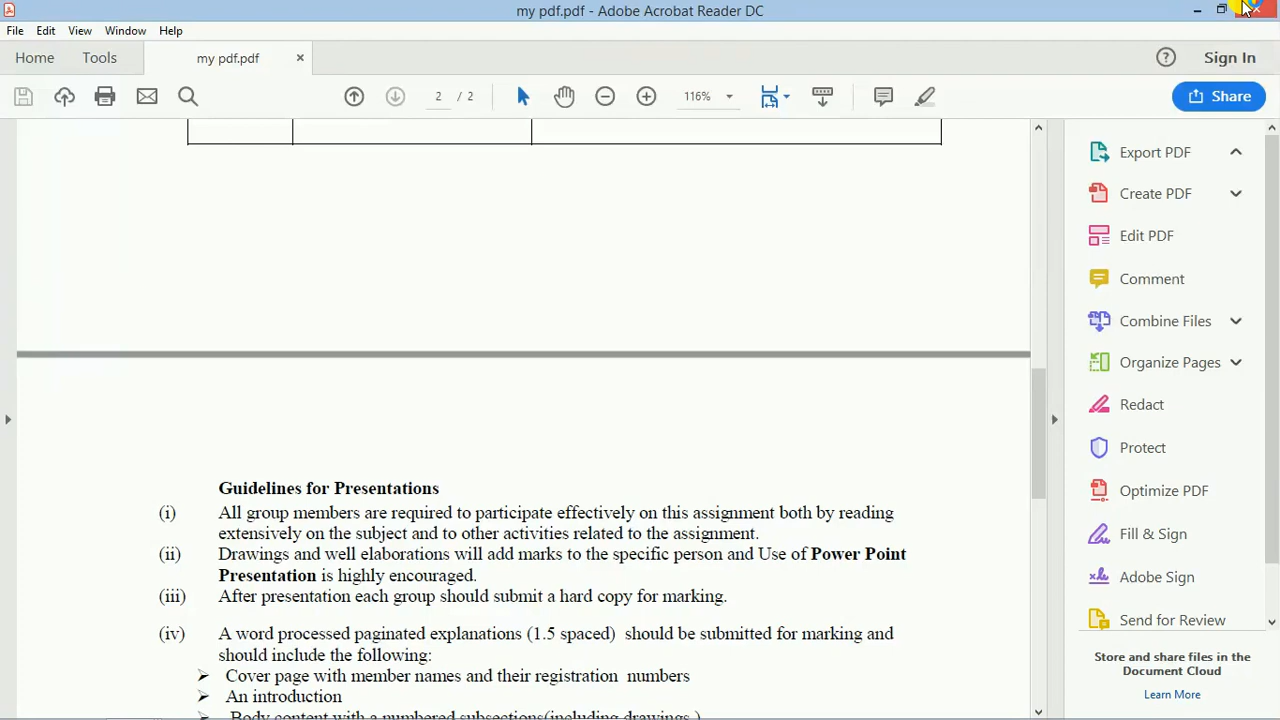 my pdf.pdf - Adobe Acrobat Reader DC
File Edit View Window Help
Home Tools my pdf.pdf × Sign In
2 / 2 116% Share
Export PDF
Create PDF
Edit PDF
Comment
Combine Files
Organize Pages
Redact
Protect
Optimize PDF
Fill & Sign
Adobe Sign
Send for Review
Store and share files in the
Document Cloud
Learn More
Guidelines for Presentations
(i) All group members are required to participate effectively on this assignment both by reading
extensively on the subject and to other activities related to the assignment.
(ii) Drawings and well elaborations will add marks to the specific person and Use of Power Point
Presentation is highly encouraged.
(iii) After presentation each group should submit a hard copy for marking.
(iv) A word processed paginated explanations (1.5 spaced) should be submitted for marking and
should include the following:
➢ Cover page with member names and their registration numbers
➢ An introduction
➢ Body content with a numbered subsections(including drawings )